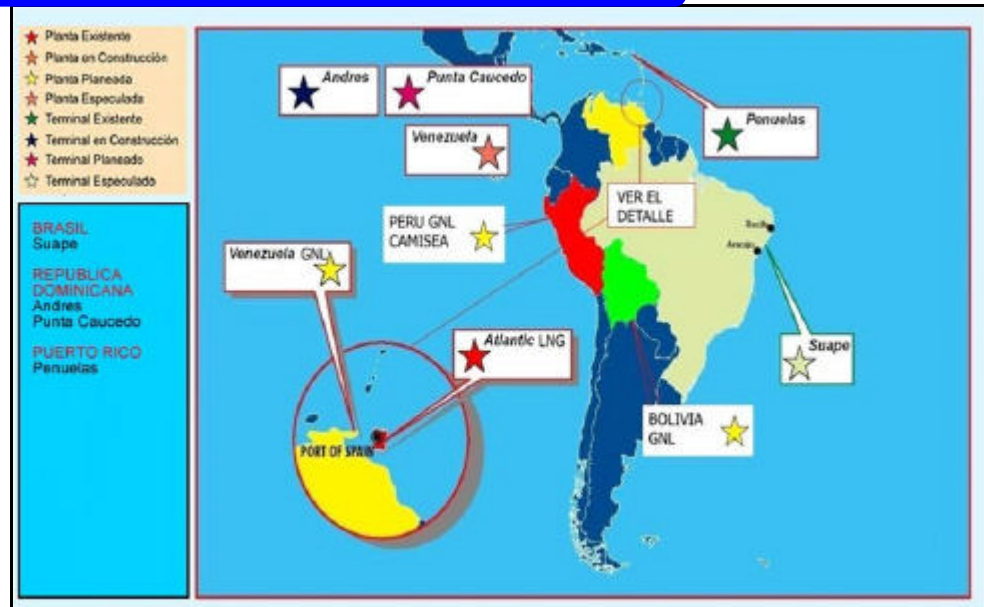 Planta Existente
Planta en Construcción
Planta Planeada
Planta Especulada
Terminal Existente
Terminal en Construcción
Terminal Planeado
Terminal Especulado
BRASIL
Suape
REPUBLICA
DOMINICANA
Andres
Punta Caucedo
PUERTO RICO
Penuelas
Andres
Punta Caucedo
Venezuela
Penuelas
VER EL
DETALLE
PERU GNL
CAMISEA
Venezuela GNL
Atlantic LNG
Suape
BOLIVIA
GNL
PORT OF SPAIN